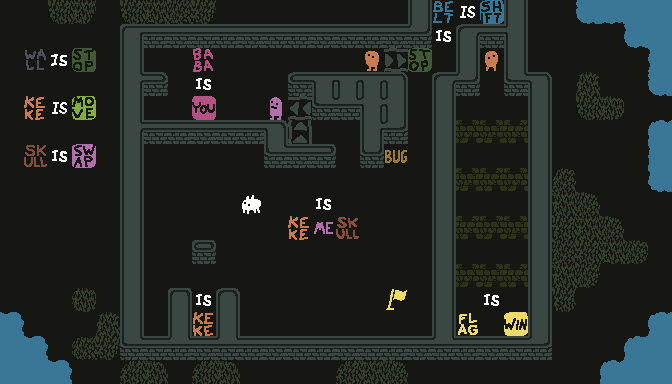 BELT IS SHIFT
IS
WALL IS STOP
BABA
STOP
IS
KEKE IS MOVE
YOU
SKULL IS SWAP
BUG
IS
KEKE ME SKULL
IS
IS
KEKE
FLAG
WIN